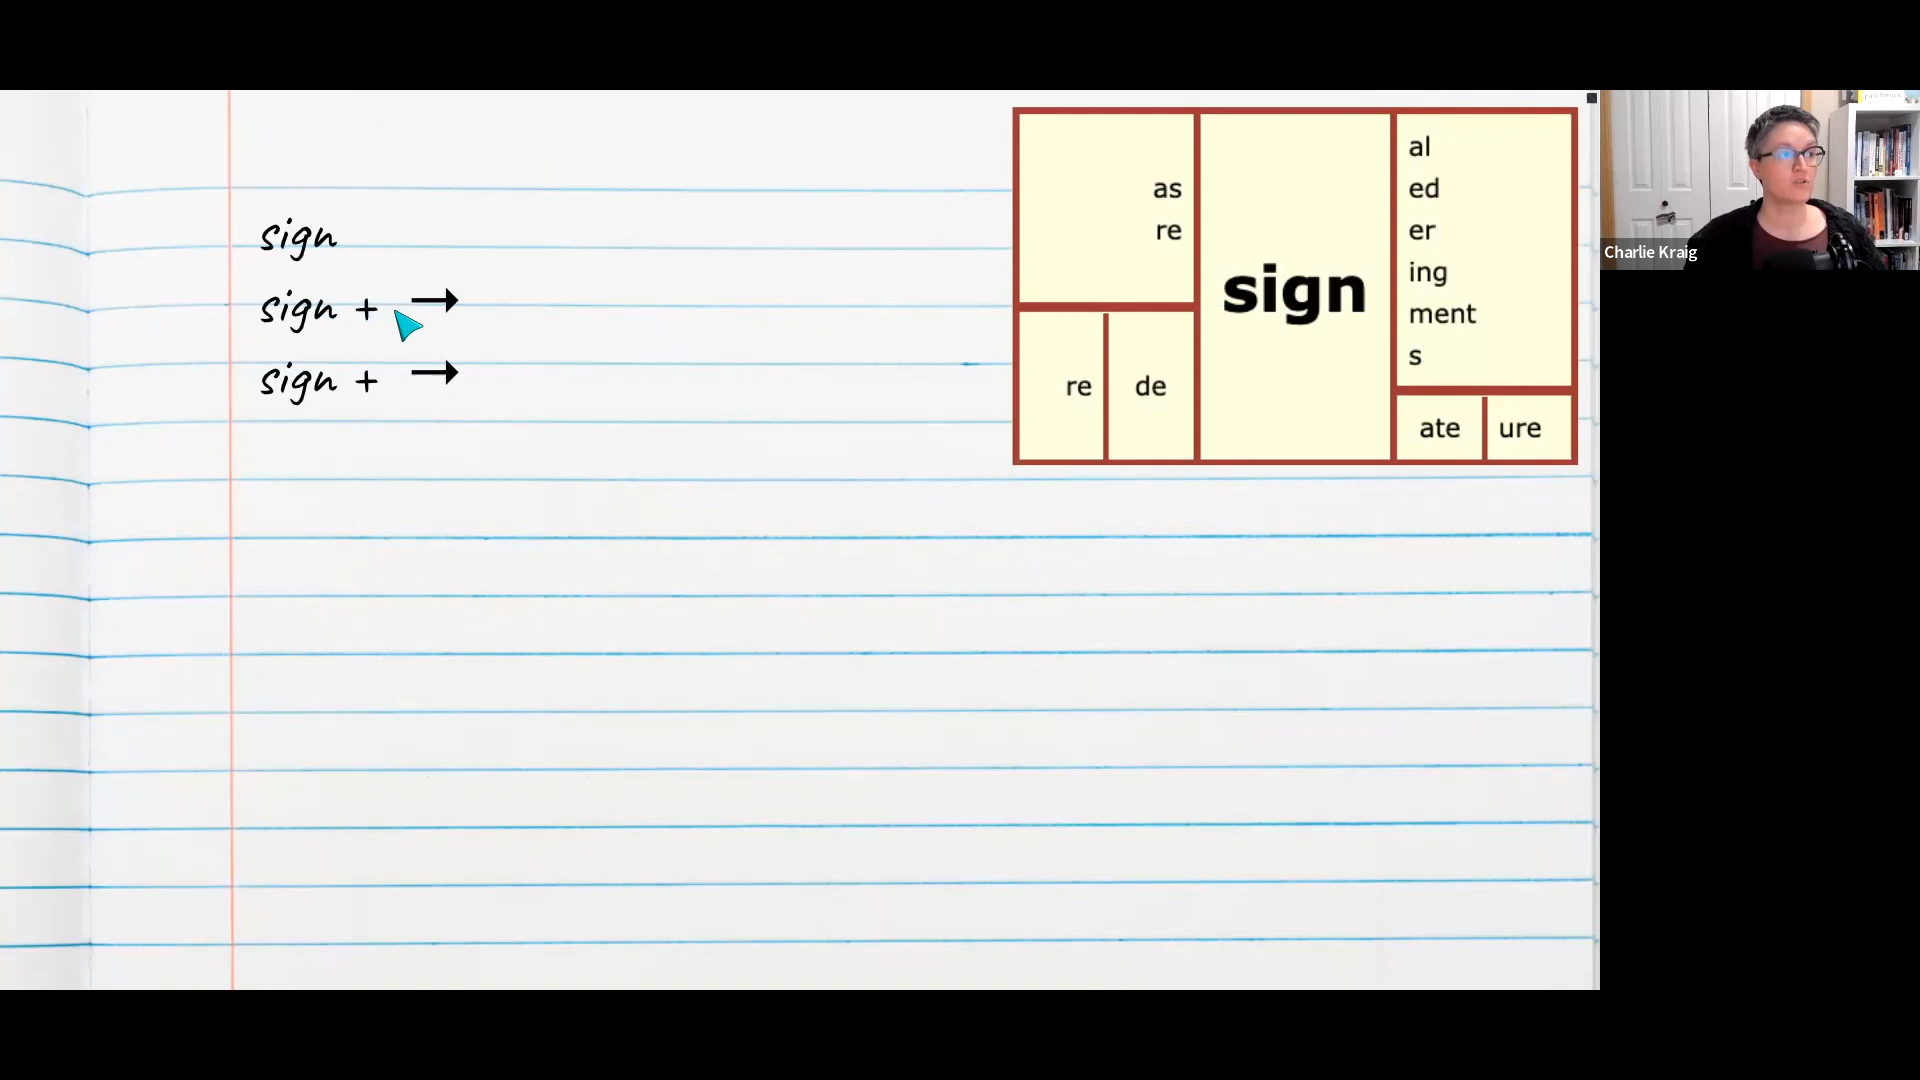 sign
sign + →
sign + →
as
re
re de
sign
al
ed
er
ing
ment
s
ate ure
Charlie Kraig